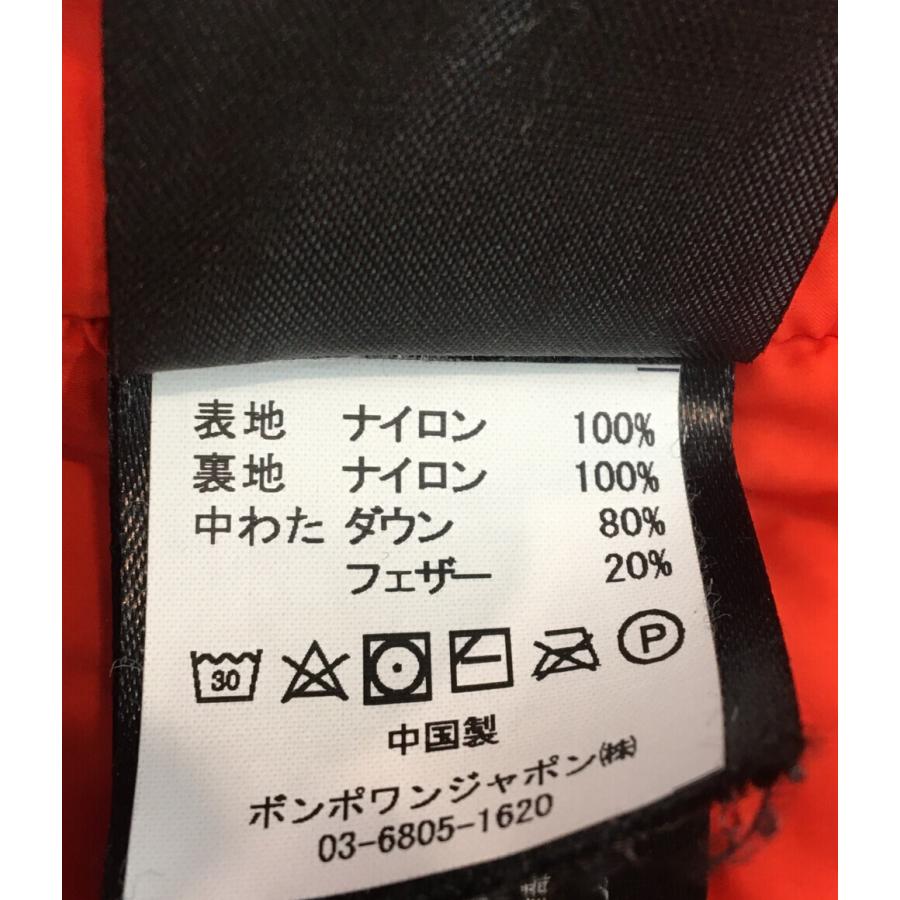 表地 ナイロン 100%
裏地 ナイロン 100%
中わた ダウン 80%
フェザー 20%
30 P
中国製
ボンポワンジャポン(株)
03-6805-1620